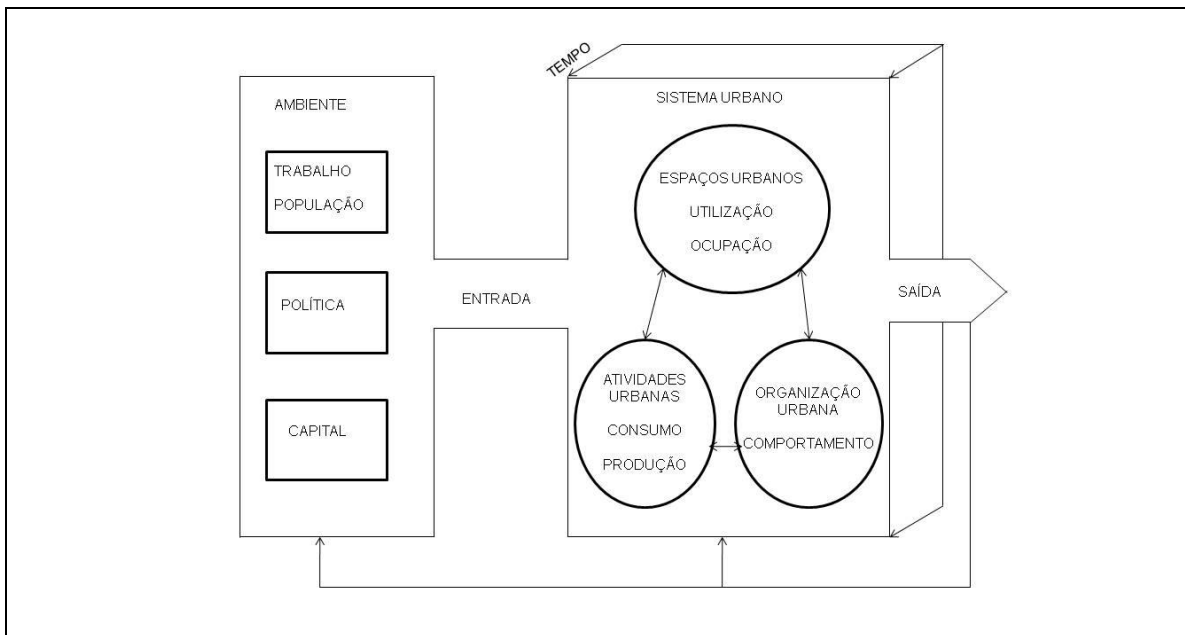 TEMPO
AMBIENTE
TRABALHO
POPULAÇÃO
POLÍTICA
CAPITAL
ENTRADA
SISTEMA URBANO
ESPAÇOS URBANOS
UTILIZAÇÃO
OCUPAÇÃO
ATIVIDADES
URBANAS
CONSUMO
PRODUÇÃO
ORGANIZAÇÃO
URBANA
COMPORTAMENTO
SAÍDA